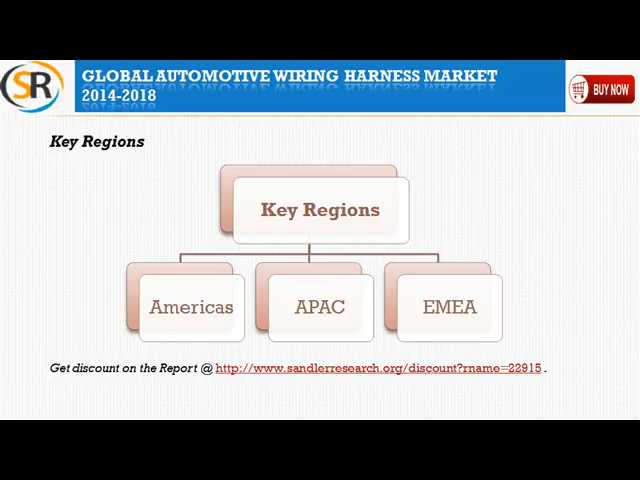 SR
GLOBAL AUTOMOTIVE WIRING HARNESS MARKET
2014-2018
BUY NOW
Key Regions
Key Regions
Americas
APAC
EMEA
Get discount on the Report @ http://www.sandlerresearch.org/discount?rname=22915 .